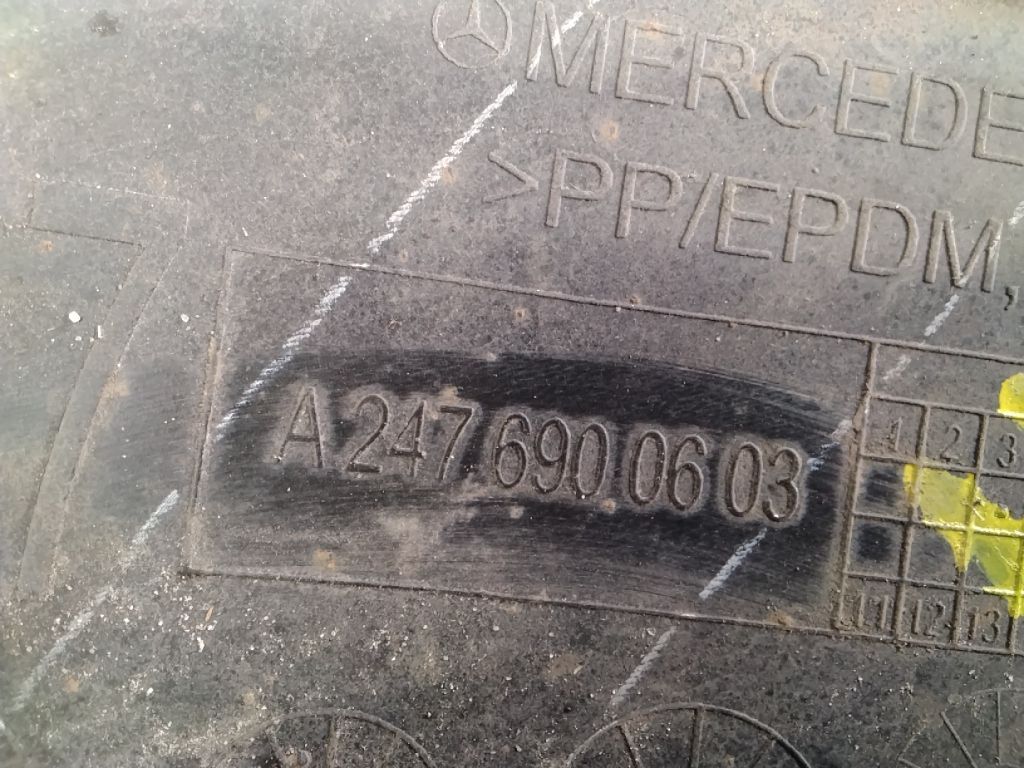 MERCEDE
>PP/EPDM,
A 247 690 06 03
1 2 3
11 12 13